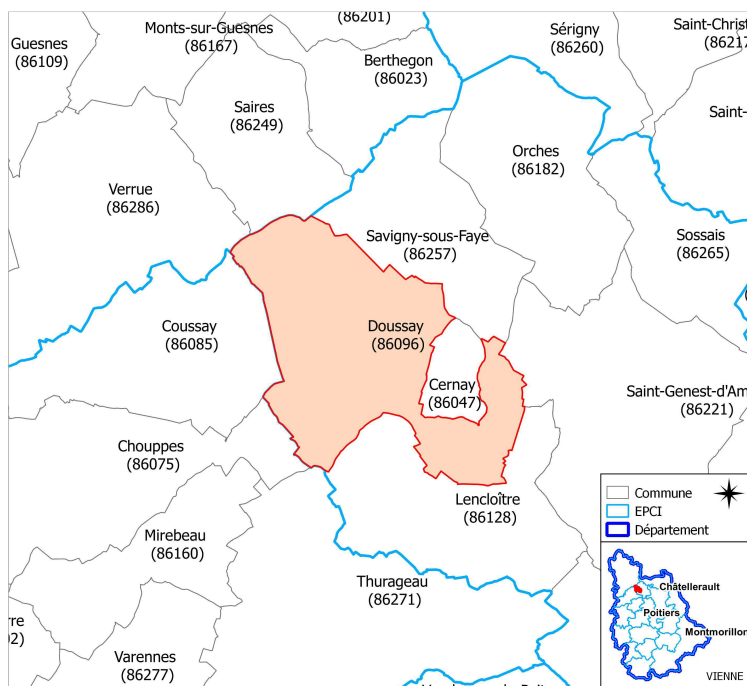 (86201)
Monts-sur-Guesnes
(86167)
Guesnes
(86109)
Berthegon
(86023)
Sérigny
(86260)
Saint-Christ
(86217
Saires
(86249)
Saint-
Orches
(86182)
Verrue
(86286)
Savigny-sous-Faye
(86257)
Sossais
(86265)
Coussay
(86085)
Doussay
(86096)
Cernay
(86047)
Saint-Genest-d'Am
(86221)
Chouppes
(86075)
Lencloître
(86128)
Mirebeau
(86160)
Thurageau
(86271)
Varennes
(86277)
Commune
EPCI
Département
Châtellerault
Poitiers
Montmorillon
VIENNE